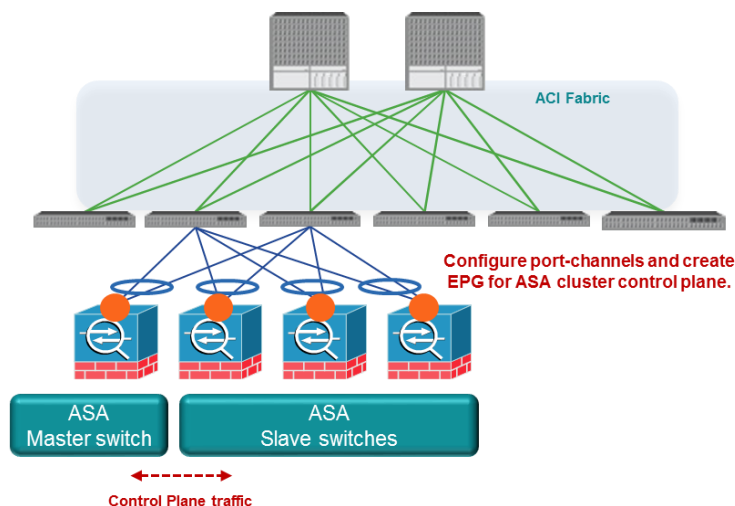 ACI Fabric
Configure port-channels and create
EPG for ASA cluster control plane.
ASA
Master switch
ASA
Slave switches
Control Plane traffic